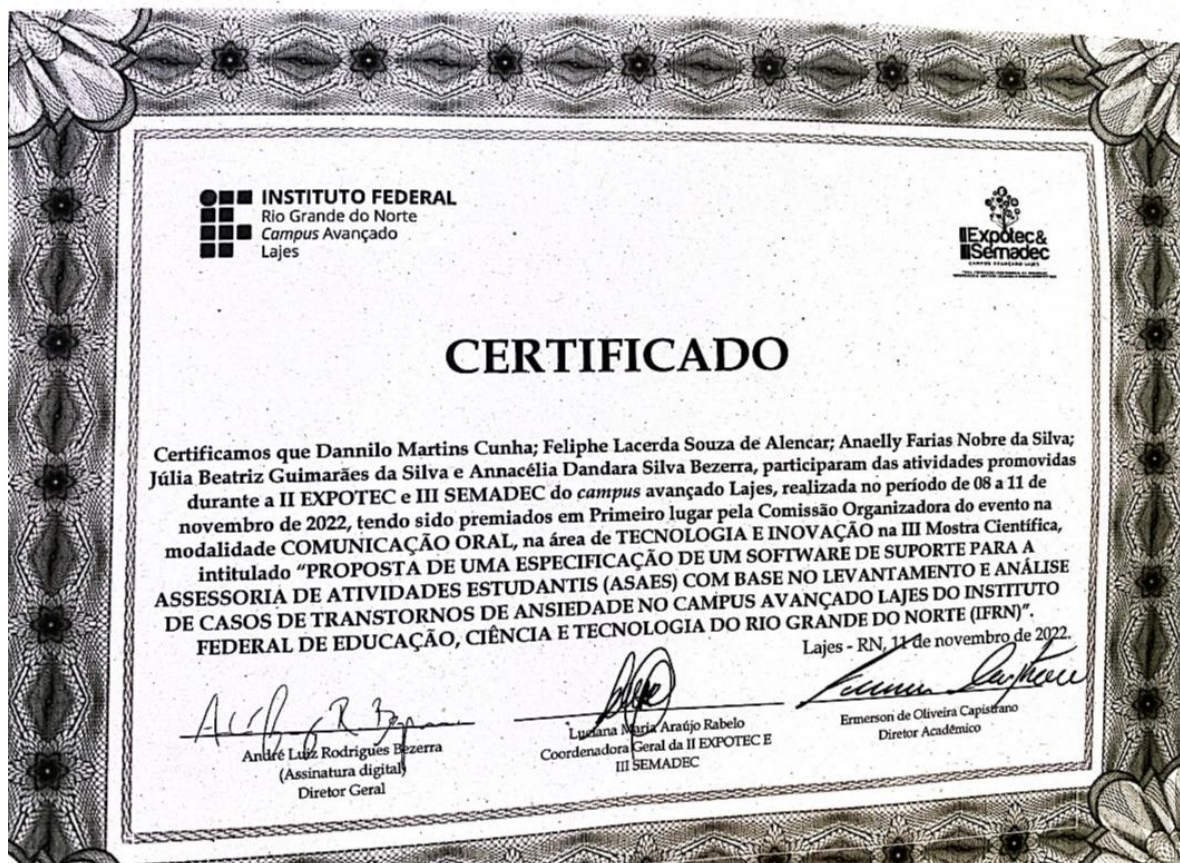 INSTITUTO FEDERAL
Rio Grande do Norte
Campus Avançado
Lajes
II Expotec &
III Semadec
CAMPUS AVANÇADO LAJES
CERTIFICADO
Certificamos que Dannilo Martins Cunha; Feliphe Lacerda Souza de Alencar; Anaelly Farias Nobre da Silva;
Júlia Beatriz Guimarães da Silva e Annacélia Dandara Silva Bezerra, participaram das atividades promovidas
durante a II EXPOTEC e III SEMADEC do campus avançado Lajes, realizada no período de 08 a 11 de
novembro de 2022, tendo sido premiados em Primeiro lugar pela Comissão Organizadora do evento na
modalidade COMUNICAÇÃO ORAL, na área de TECNOLOGIA E INOVAÇÃO na III Mostra Científica,
intitulado “PROPOSTA DE UMA ESPECIFICAÇÃO DE UM SOFTWARE DE SUPORTE PARA A
ASSESSORIA DE ATIVIDADES ESTUDANTIS (ASAES) COM BASE NO LEVANTAMENTO E ANÁLISE
DE CASOS DE TRANSTORNOS DE ANSIEDADE NO CAMPUS AVANÇADO LAJES DO INSTITUTO
FEDERAL DE EDUCAÇÃO, CIÊNCIA E TECNOLOGIA DO RIO GRANDE DO NORTE (IFRN)”.
Lajes - RN, 11 de novembro de 2022.
André Luiz Rodrigues Bezerra
(Assinatura digital)
Diretor Geral
Luciana Maria Araújo Rabelo
Coordenadora Geral da II EXPOTEC E
III SEMADEC
Ermerson de Oliveira Capistrano
Diretor Acadêmico